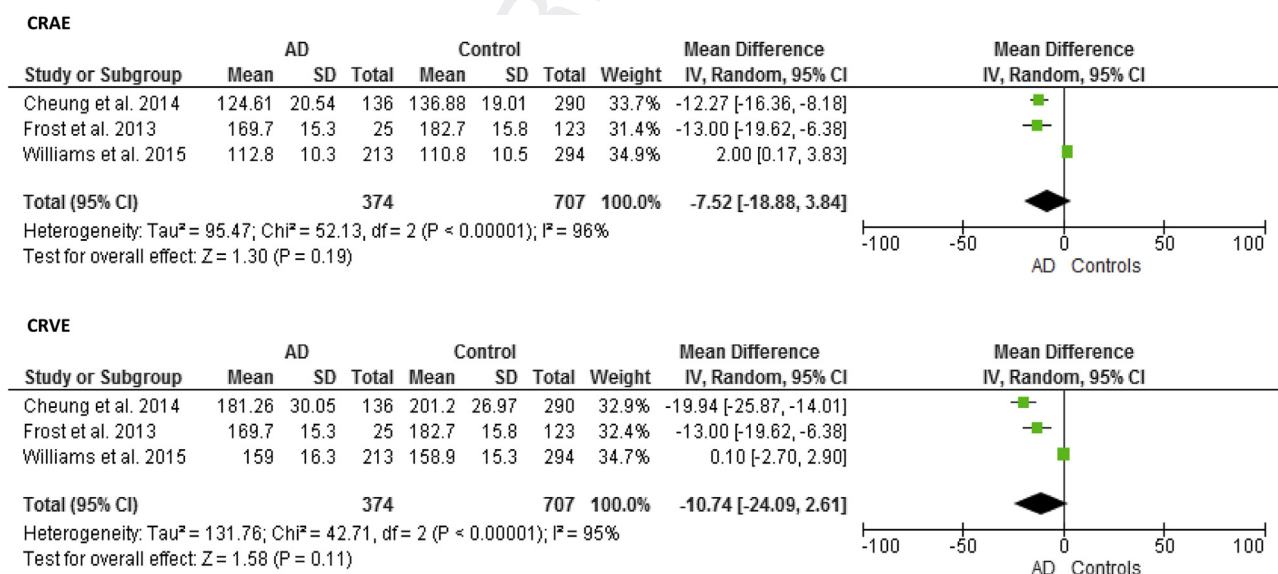 CRAE
AD Control Mean Difference Mean Difference
Study or Subgroup Mean SD Total Mean SD Total Weight IV, Random, 95% CI IV, Random, 95% CI
Cheung et al. 2014 124.61 20.54 136 136.88 19.01 290 33.7% -12.27 [-16.36, -8.18]
Frost et al. 2013 169.7 15.3 25 182.7 15.8 123 31.4% -13.00 [-19.62, -6.38]
Williams et al. 2015 112.8 10.3 213 110.8 10.5 294 34.9% 2.00 [0.17, 3.83]
Total (95% CI) 374 707 100.0% -7.52 [-18.88, 3.84]
Heterogeneity: Tau² = 95.47; Chi² = 52.13, df = 2 (P < 0.00001); I² = 96%
-100 -50 0 50 100
Test for overall effect: Z = 1.30 (P = 0.19)
AD Controls
CRVE
AD Control Mean Difference Mean Difference
Study or Subgroup Mean SD Total Mean SD Total Weight IV, Random, 95% CI IV, Random, 95% CI
Cheung et al. 2014 181.26 30.05 136 201.2 26.97 290 32.9% -19.94 [-25.87, -14.01]
Frost et al. 2013 169.7 15.3 25 182.7 15.8 123 32.4% -13.00 [-19.62, -6.38]
Williams et al. 2015 159 16.3 213 158.9 15.3 294 34.7% 0.10 [-2.70, 2.90]
Total (95% CI) 374 707 100.0% -10.74 [-24.09, 2.61]
Heterogeneity: Tau² = 131.76; Chi² = 42.71, df = 2 (P < 0.00001); I² = 95%
-100 -50 0 50 100
Test for overall effect: Z = 1.58 (P = 0.11)
AD Controls